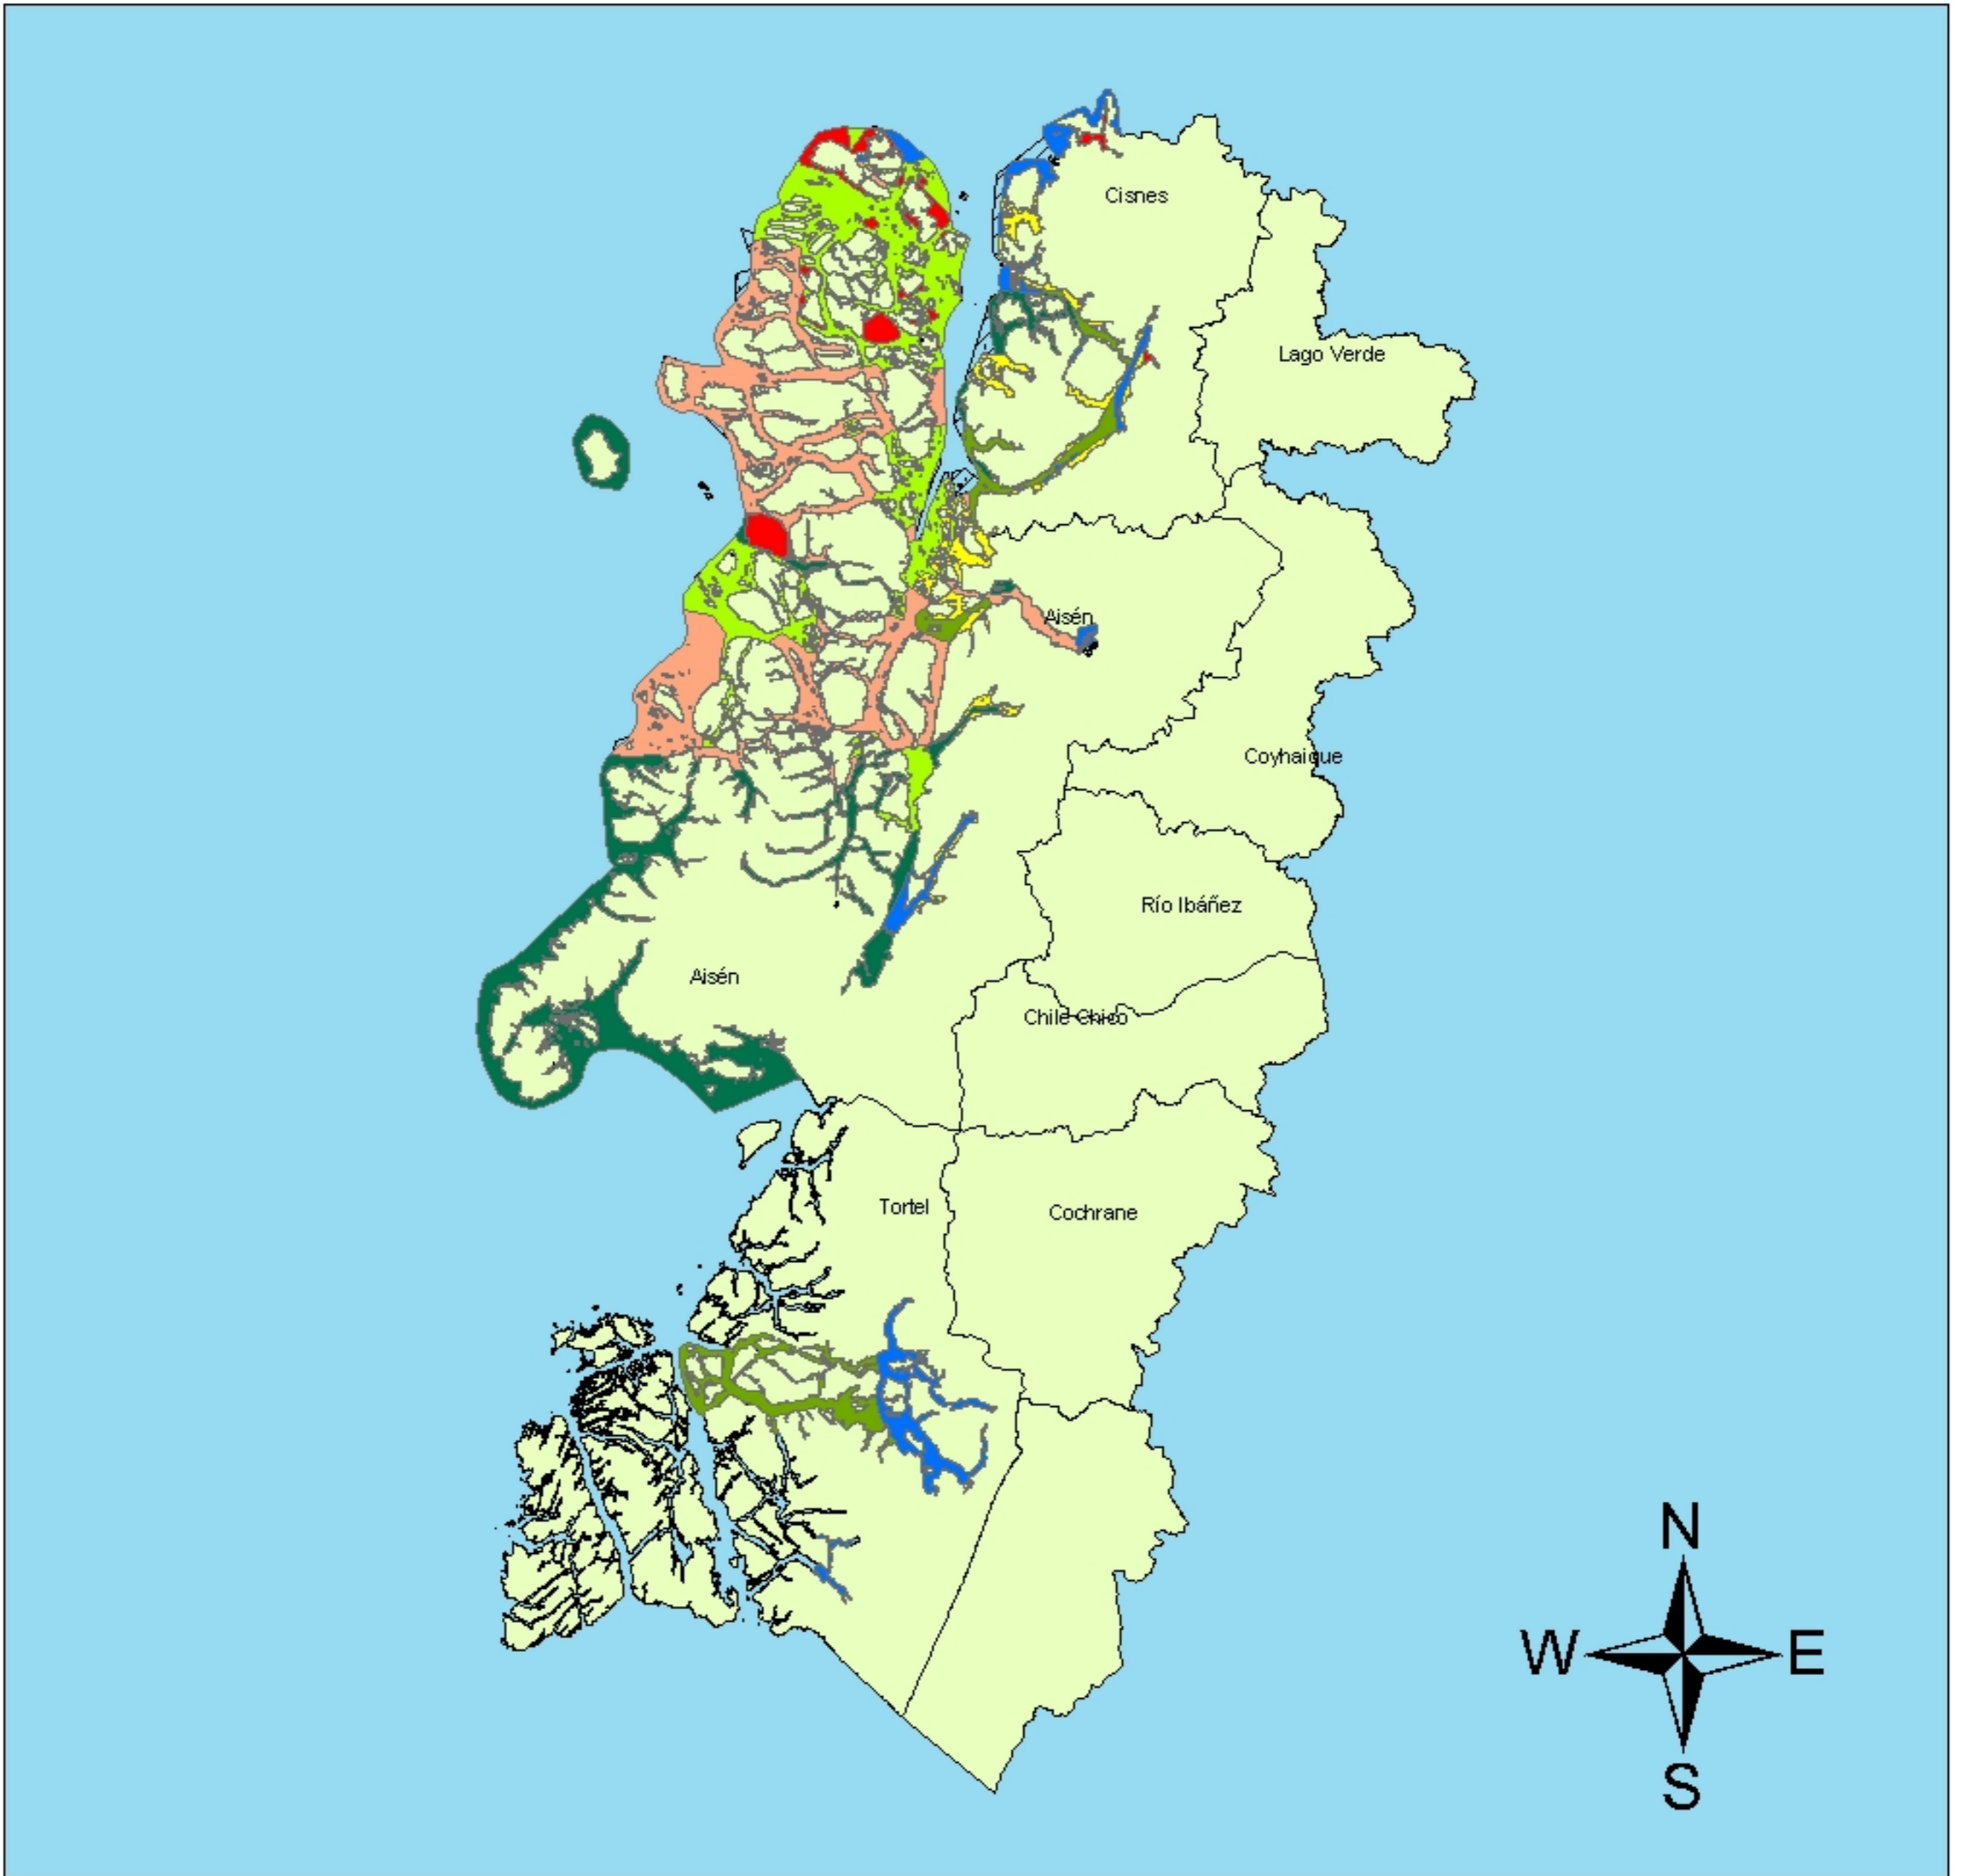 Cisnes
Lago Verde
Aisén
Coyhaique
Río Ibáñez
Aisén
Chile Chico
Tortel
Cochrane
N
W E
S